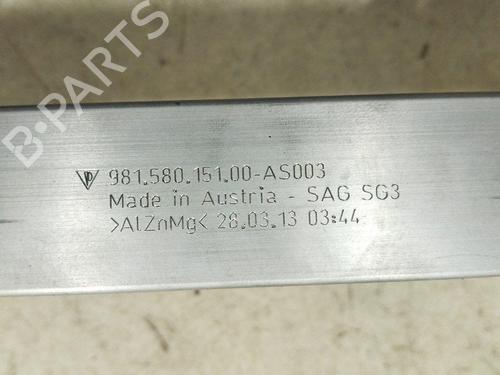 B-PARTS
981.580.151.00-AS003
Made in Austria - SAG SG3
>AlZnMg< 28.03.13 03:44